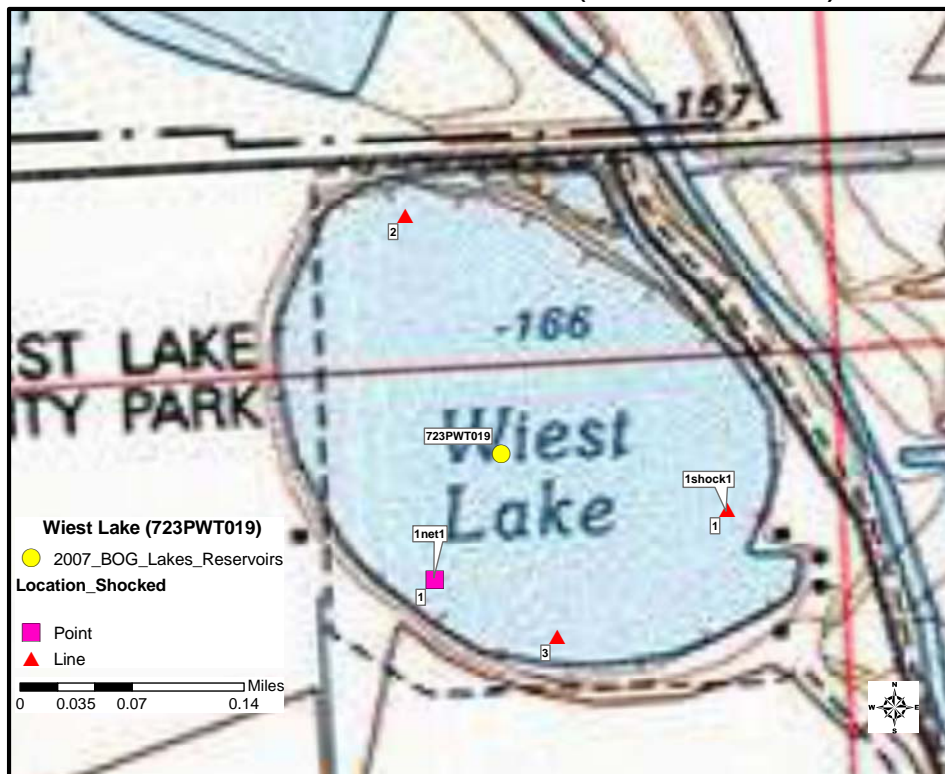 -157
2
-166
ST LAKE
TY PARK
723PWT019
Wiest
Lake
1shock1
1
1net1
1
3
Wiest Lake (723PWT019)
2007_BOG_Lakes_Reservoirs
Location_Shocked
Point
Line
Miles
0 0.035 0.07 0.14
N
W E
S